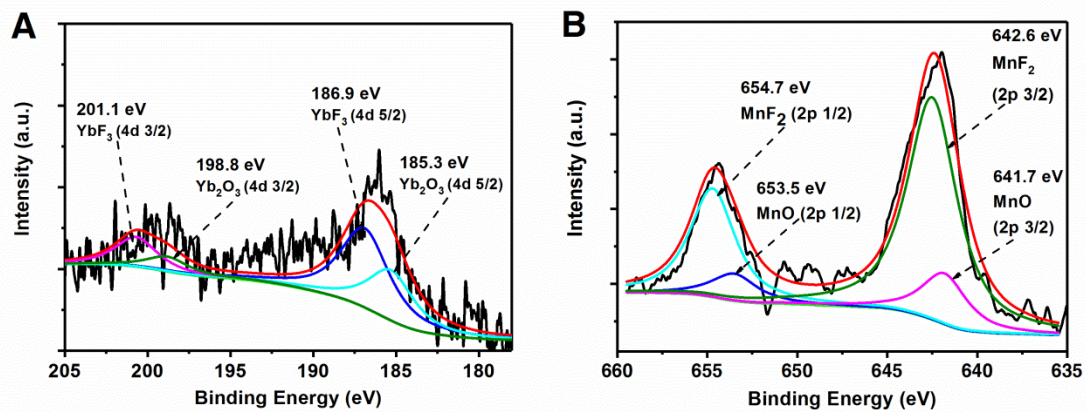 A
Intensity (a.u.)
201.1 eV
YbF₃ (4d 3/2)
198.8 eV
Yb₂O₃ (4d 3/2)
186.9 eV
YbF₃ (4d 5/2)
185.3 eV
Yb₂O₃ (4d 5/2)
205 200 195 190 185 180
Binding Energy (eV)
B
Intensity (a.u.)
654.7 eV
MnF₂ (2p 1/2)
653.5 eV
MnO (2p 1/2)
642.6 eV
MnF₂
(2p 3/2)
641.7 eV
MnO
(2p 3/2)
660 655 650 645 640 635
Binding Energy (eV)